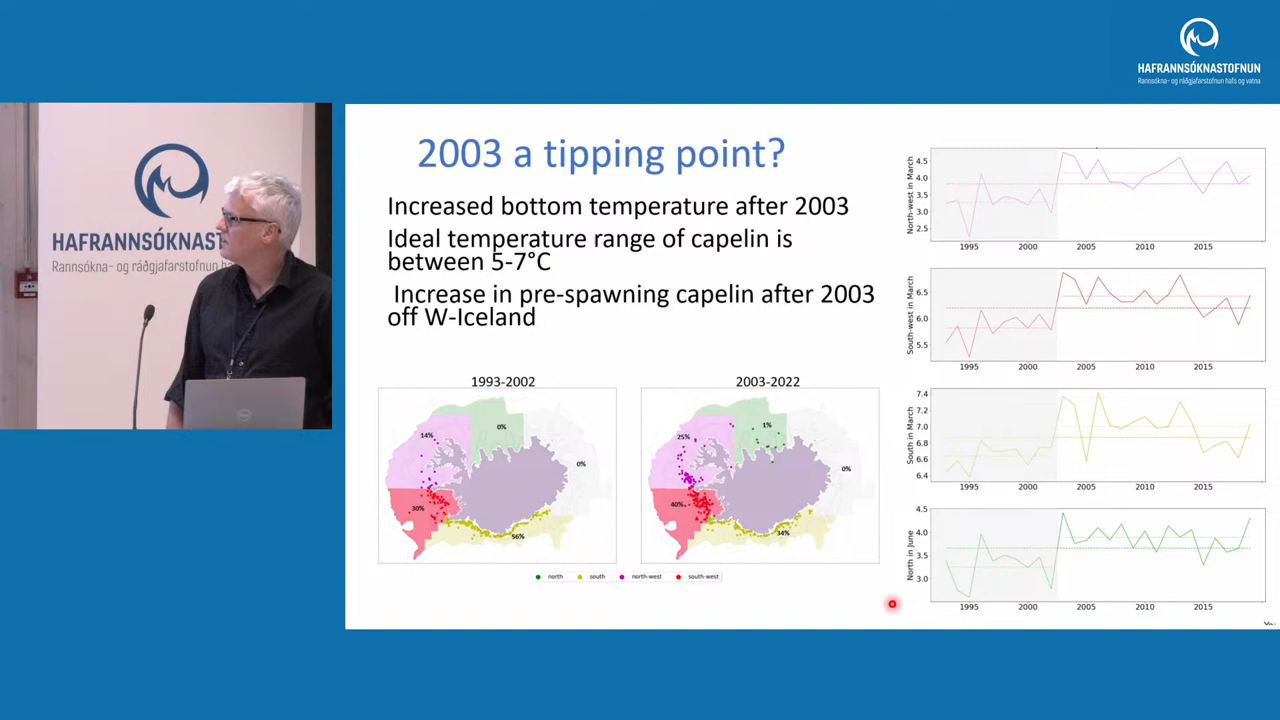 HAFRANNSÓKNASTOFNUN
Rannsókna- og ráðgjafarstofnun hafs og vatna
HAFRANNSÓKNAST
Rannsókna- og ráðgjafarstofnun haf
2003 a tipping point?
Increased bottom temperature after 2003
Ideal temperature range of capelin is
between 5-7°C
Increase in pre-spawning capelin after 2003
off W-Iceland
1993-2002
14%
0%
0%
30%
56%
2003-2022
25%
1%
0%
40%
34%
north south north-west south-west
North-west in March
4.5
4.0
3.5
3.0
2.5
1995 2000 2005 2010 2015
South-west in March
6.5
6.0
5.5
1995 2000 2005 2010 2015
South in March
7.4
7.2
7.0
6.8
6.6
6.4
1995 2000 2005 2010 2015
North in June
4.5
4.0
3.5
3.0
1995 2000 2005 2010 2015